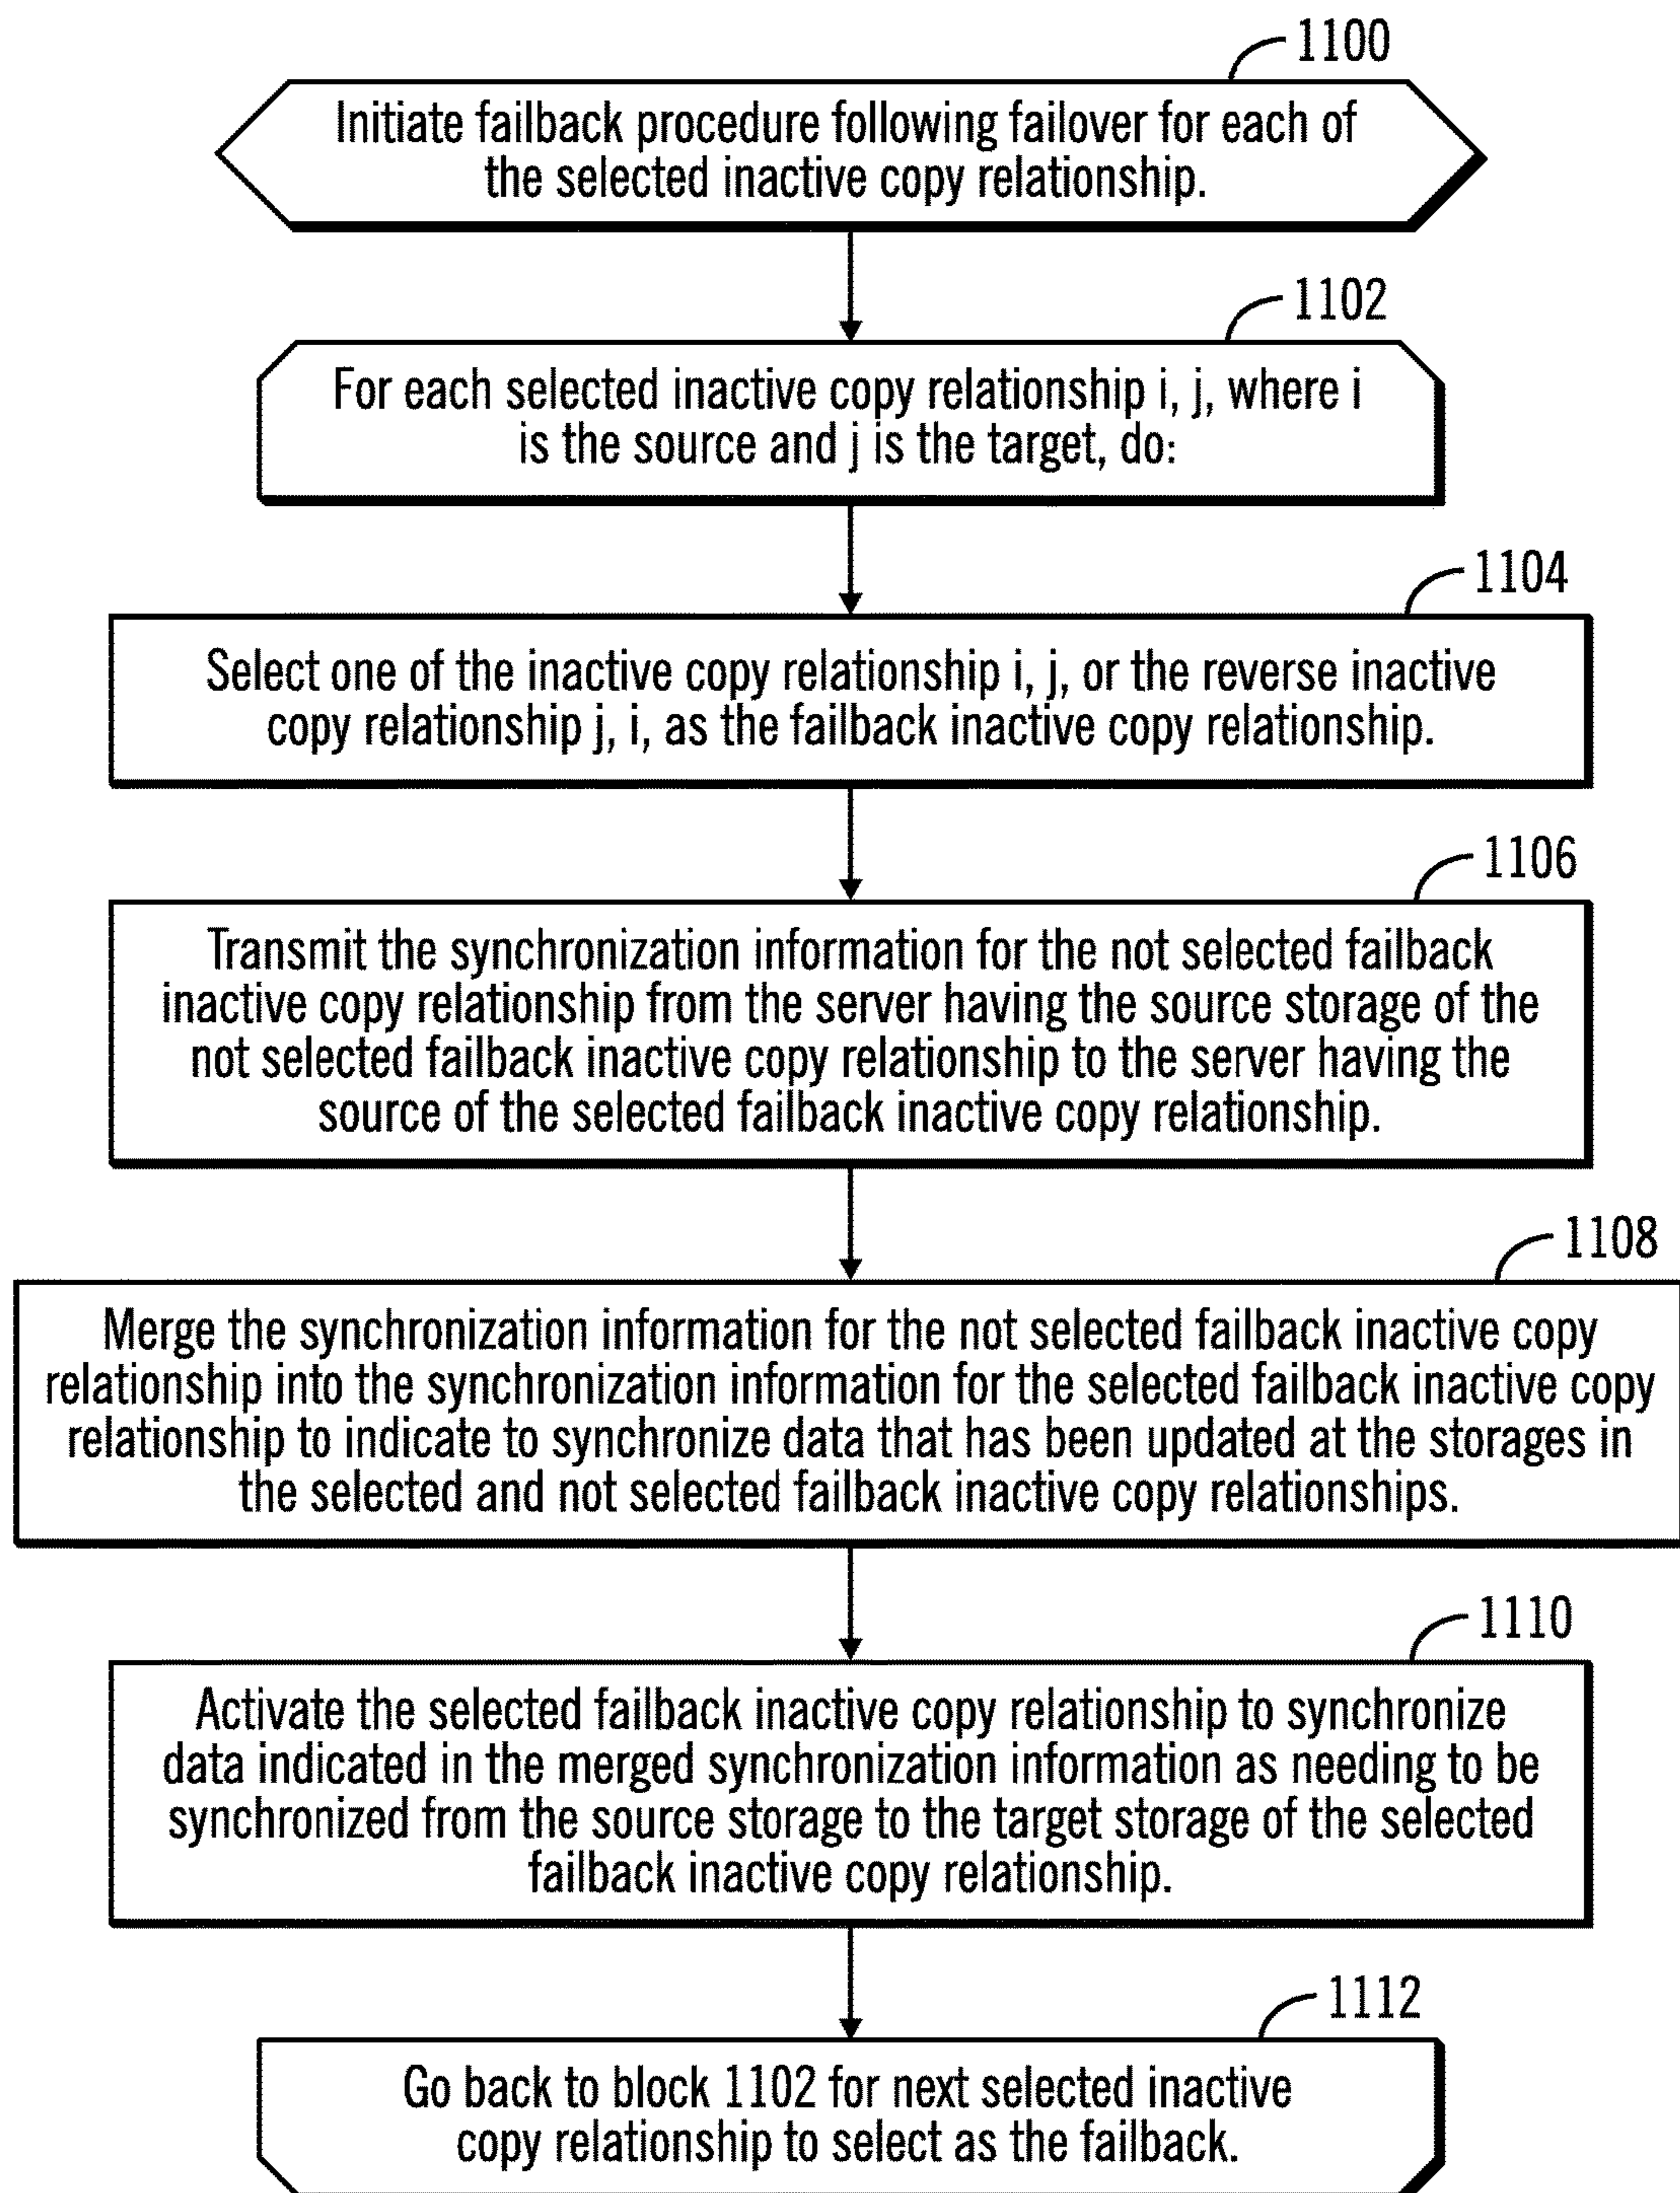 1100
Initiate failback procedure following failover for each of
the selected inactive copy relationship.
1102
For each selected inactive copy relationship i, j, where i
is the source and j is the target, do:
1104
Select one of the inactive copy relationship i, j, or the reverse inactive
copy relationship j, i, as the failback inactive copy relationship.
1106
Transmit the synchronization information for the not selected failback
inactive copy relationship from the server having the source storage of the
not selected failback inactive copy relationship to the server having the
source of the selected failback inactive copy relationship.
1108
Merge the synchronization information for the not selected failback inactive copy
relationship into the synchronization information for the selected failback inactive copy
relationship to indicate to synchronize data that has been updated at the storages in
the selected and not selected failback inactive copy relationships.
1110
Activate the selected failback inactive copy relationship to synchronize
data indicated in the merged synchronization information as needing to be
synchronized from the source storage to the target storage of the selected
failback inactive copy relationship.
1112
Go back to block 1102 for next selected inactive
copy relationship to select as the failback.